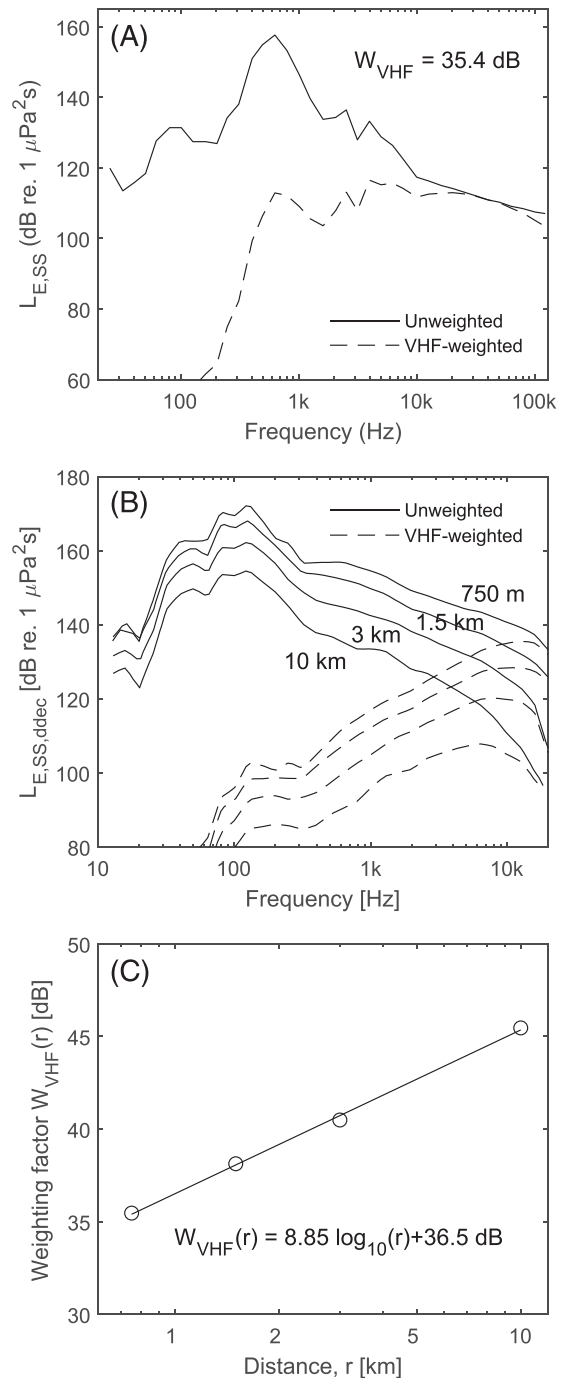 (A)
W_VHF = 35.4 dB
160
140
120
100
80
60
L_E,SS (dB re. 1 μPa²s)
Unweighted
VHF-weighted
100
1k
10k
100k
Frequency (Hz)
(B)
180
160
140
120
100
80
L_E,SS,ddec [dB re. 1 μPa²s]
Unweighted
VHF-weighted
750 m
1.5 km
3 km
10 km
10
100
1k
10k
Frequency [Hz]
(C)
50
45
40
35
30
Weighting factor W_VHF(r) [dB]
W_VHF(r) = 8.85 log₁₀(r)+36.5 dB
1
2
5
10
Distance, r [km]